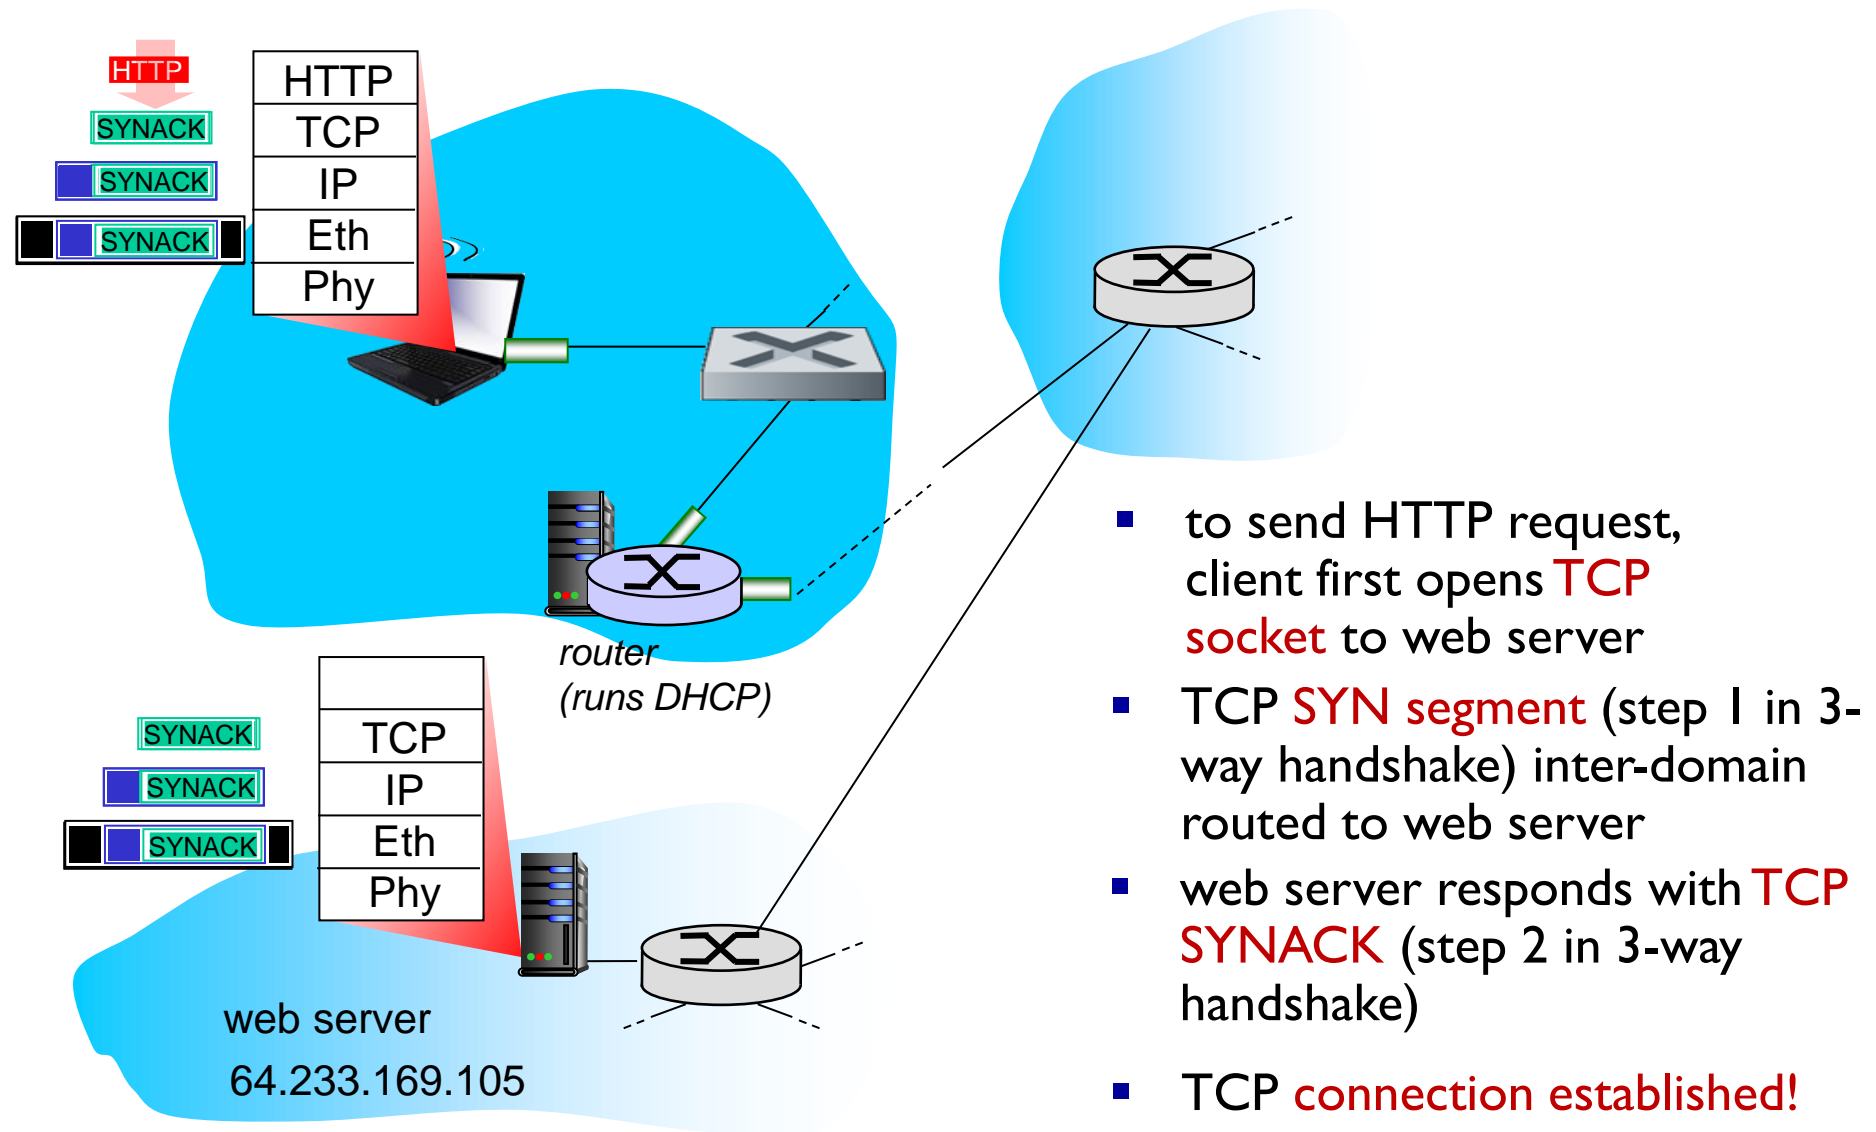 HTTP
SYNACK
SYNACK
SYNACK
HTTP
TCP
IP
Eth
Phy
router
(runs DHCP)
SYNACK
SYNACK
SYNACK
TCP
IP
Eth
Phy
web server
64.233.169.105
to send HTTP request,
client first opens TCP
socket to web server
TCP SYN segment (step 1 in 3-
way handshake) inter-domain
routed to web server
web server responds with TCP
SYNACK (step 2 in 3-way
handshake)
TCP connection established!